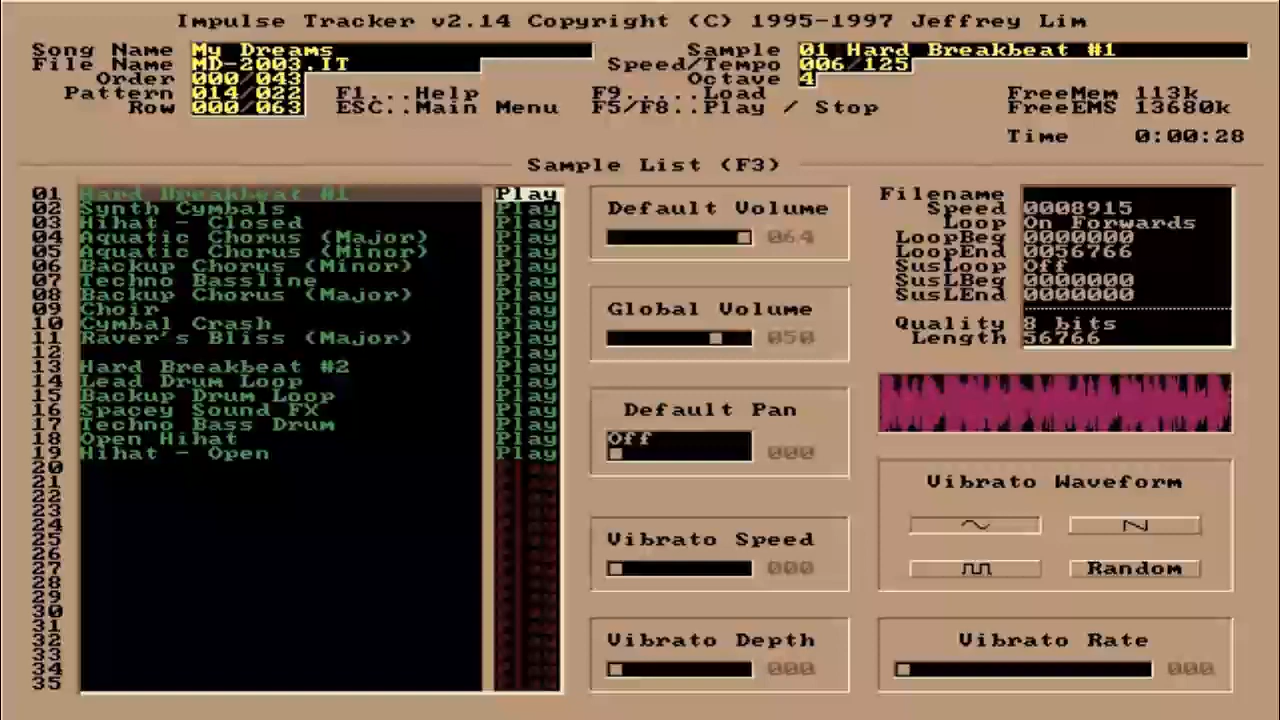 Impulse Tracker v2.14 Copyright (C) 1995-1997 Jeffrey Lim
Song Name My Dreams Sample 01 Hard Breakbeat #1
File Name MD-2003.IT Speed/Tempo 006/125
Order 000/043 Octave 4
Pattern 014/022 F1...Help F9.....Load FreeMem 113k
Row 000/063 ESC..Main Menu F5/F8..Play / Stop FreeEMS 13680k
Time 0:00:28
Sample List (F3)
01 Hard Breakbeat #1 Play
02 Synth Cymbals Play
03 Hihat - Closed Play
04 Aquatic Chorus (Major) Play
05 Aquatic Chorus (Minor) Play
06 Backup Chorus (Minor) Play
07 Techno Bassline Play
08 Backup Chorus (Major) Play
09 Choir Play
10 Cymbal Crash Play
11 Raver's Bliss (Major) Play
12 Play
13 Hard Breakbeat #2 Play
14 Lead Drum Loop Play
15 Backup Drum Loop Play
16 Spacey Sound FX Play
17 Techno Bass Drum Play
18 Open Hihat Play
19 Hihat - Open Play
20
21
22
23
24
25
26
27
28
29
30
31
32
33
34
35
Default Volume
064
Global Volume
050
Default Pan
Off
000
Vibrato Speed
000
Vibrato Depth
000
Filename
Speed 0008915
Loop On Forwards
LoopBeg 0000000
LoopEnd 0056766
SusLoop Off
SusLBeg 0000000
SusLEnd 0000000
Quality 8 bits
Length 56766
Vibrato Waveform
Random
Vibrato Rate
000